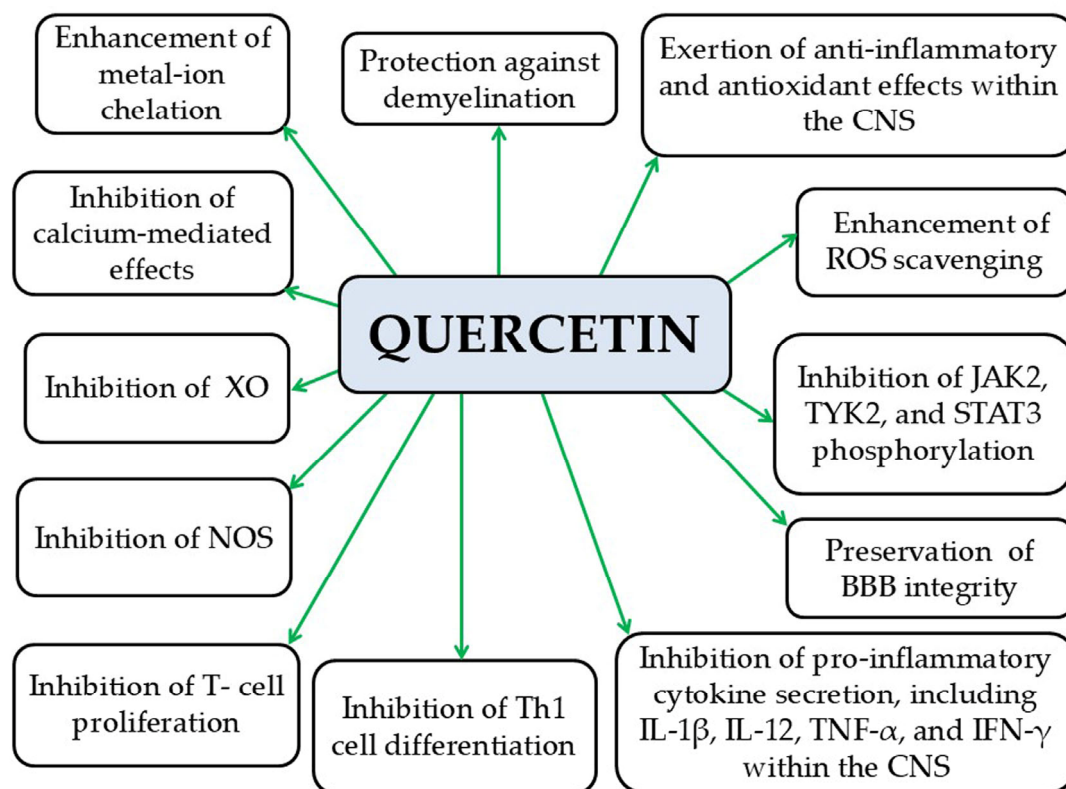 Enhancement of
metal-ion
chelation
Protection against
demyelination
Exertion of anti-inflammatory
and antioxidant effects within
the CNS
Inhibition of
calcium-mediated
effects
Enhancement of
ROS scavenging
QUERCETIN
Inhibition of XO
Inhibition of JAK2,
TYK2, and STAT3
phosphorylation
Inhibition of NOS
Preservation of
BBB integrity
Inhibition of T- cell
proliferation
Inhibition of Th1
cell differentiation
Inhibition of pro-inflammatory
cytokine secretion, including
IL-1β, IL-12, TNF-α, and IFN-γ
within the CNS